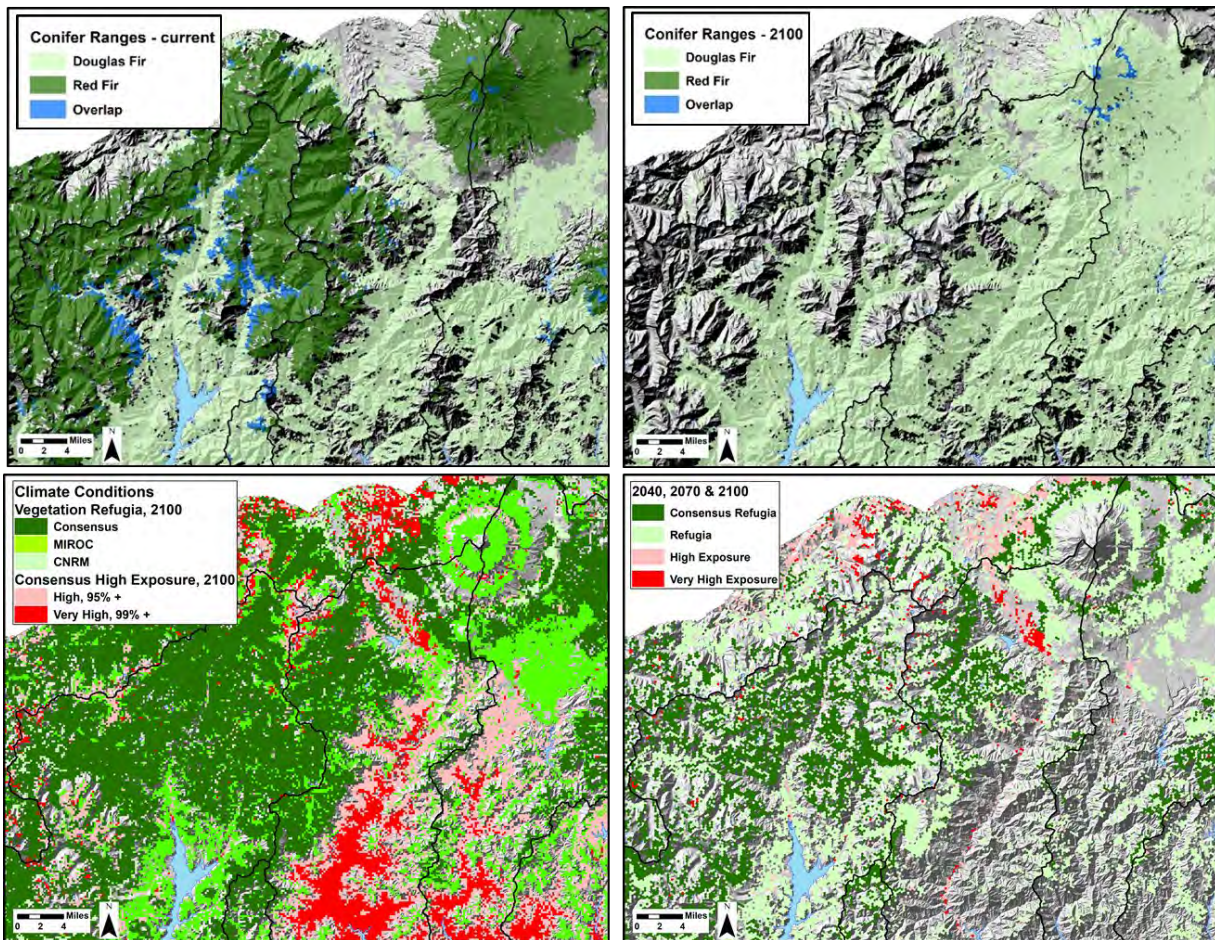 Conifer Ranges - current
Douglas Fir
Red Fir
Overlap
Miles
0 2 4
Conifer Ranges - 2100
Douglas Fir
Red Fir
Overlap
Miles
0 2 4
Climate Conditions
Vegetation Refugia, 2100
Consensus
MIROC
CNRM
Consensus High Exposure, 2100
High, 95% +
Very High, 99% +
Miles
0 2 4
2040, 2070 & 2100
Consensus Refugia
Refugia
High Exposure
Very High Exposure
Miles
0 2 4